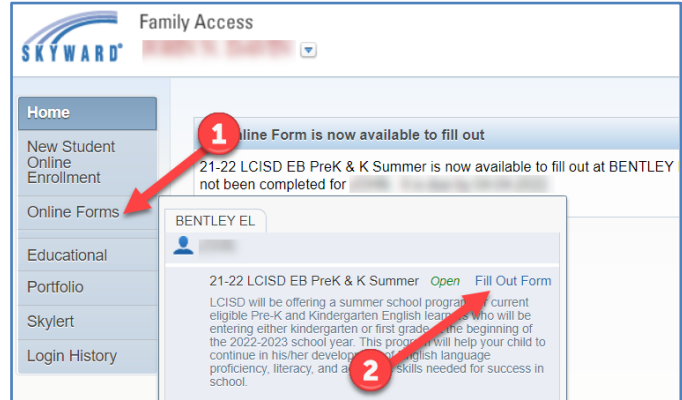 SKYWARD
Family Access
Home
New Student
Online
Enrollment
Online Forms
Educational
Portfolio
Skylert
Login History
1
Form is now available to fill out
21-22 LCISD EB PreK & K Summer is now available to fill out at BENTLEY
not been completed for
BENTLEY EL
21-22 LCISD EB PreK & K Summer Open Fill Out Form
LCISD will be offering a summer school current
eligible Pre-K and Kindergarten English who will be
entering either kindergarten or first grade the beginning of
the 2022-2023 school year. This program will help your child to
continue in his/her English language
proficiency, literacy, and skills needed for success in
school.
2